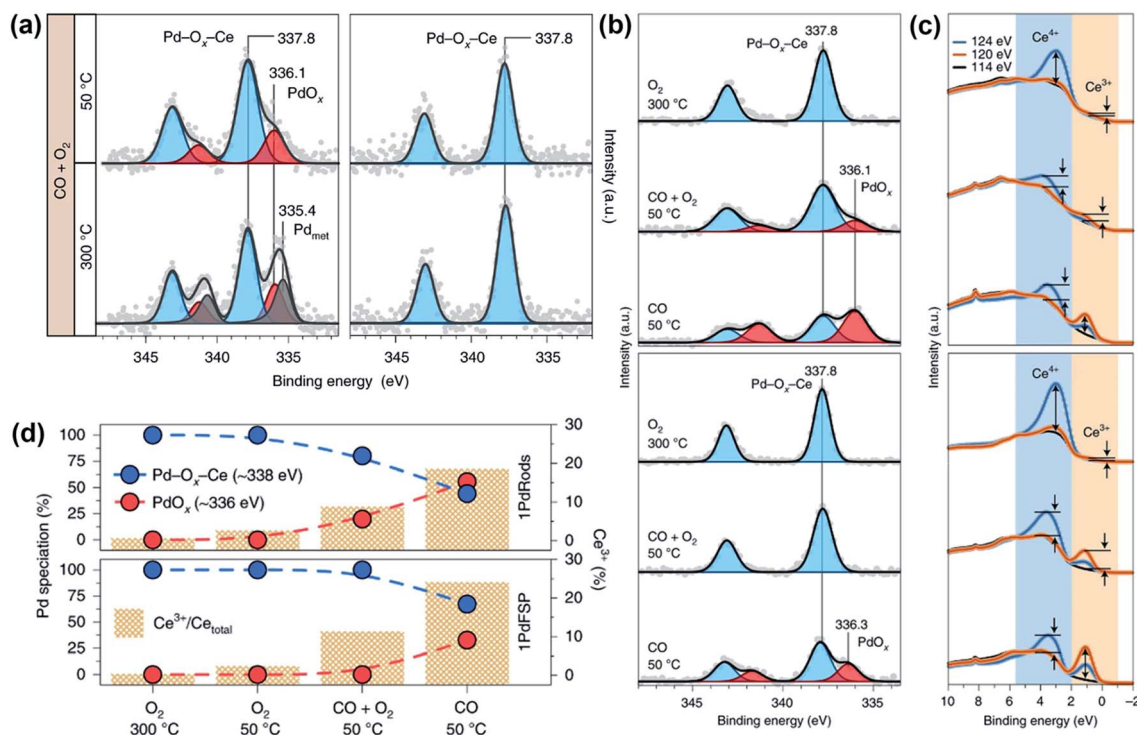 (a)
CO + O₂
50 °C
300 °C
Pd–Oₓ–Ce
337.8
336.1
PdOₓ
335.4
Pdmet
345
340
335
Binding energy (eV)
Pd–Oₓ–Ce
337.8
345
340
335
Binding energy (eV)
(b)
Intensity (a.u.)
337.8
Pd–Oₓ–Ce
O₂
300 °C
336.1
PdOₓ
CO + O₂
50 °C
CO
50 °C
Intensity (a.u.)
337.8
Pd–Oₓ–Ce
O₂
300 °C
CO + O₂
50 °C
336.3
PdOₓ
CO
50 °C
345
340
335
Binding energy (eV)
(c)
Intensity (a.u.)
Ce⁴⁺
124 eV
120 eV
114 eV
Ce³⁺
Ce⁴⁺
Ce³⁺
10
8
6
4
2
0
–2
Binding energy (eV)
(d)
Pd speciation (%)
100
75
50
25
0
Pd–Oₓ–Ce (~338 eV)
PdOₓ (~336 eV)
30
20
10
0
1PdRods
100
75
50
25
0
Ce³⁺/Cetotal
30
20
10
0
1PdFSP
Ce³⁺ (%)
O₂
300 °C
O₂
50 °C
CO + O₂
50 °C
CO
50 °C